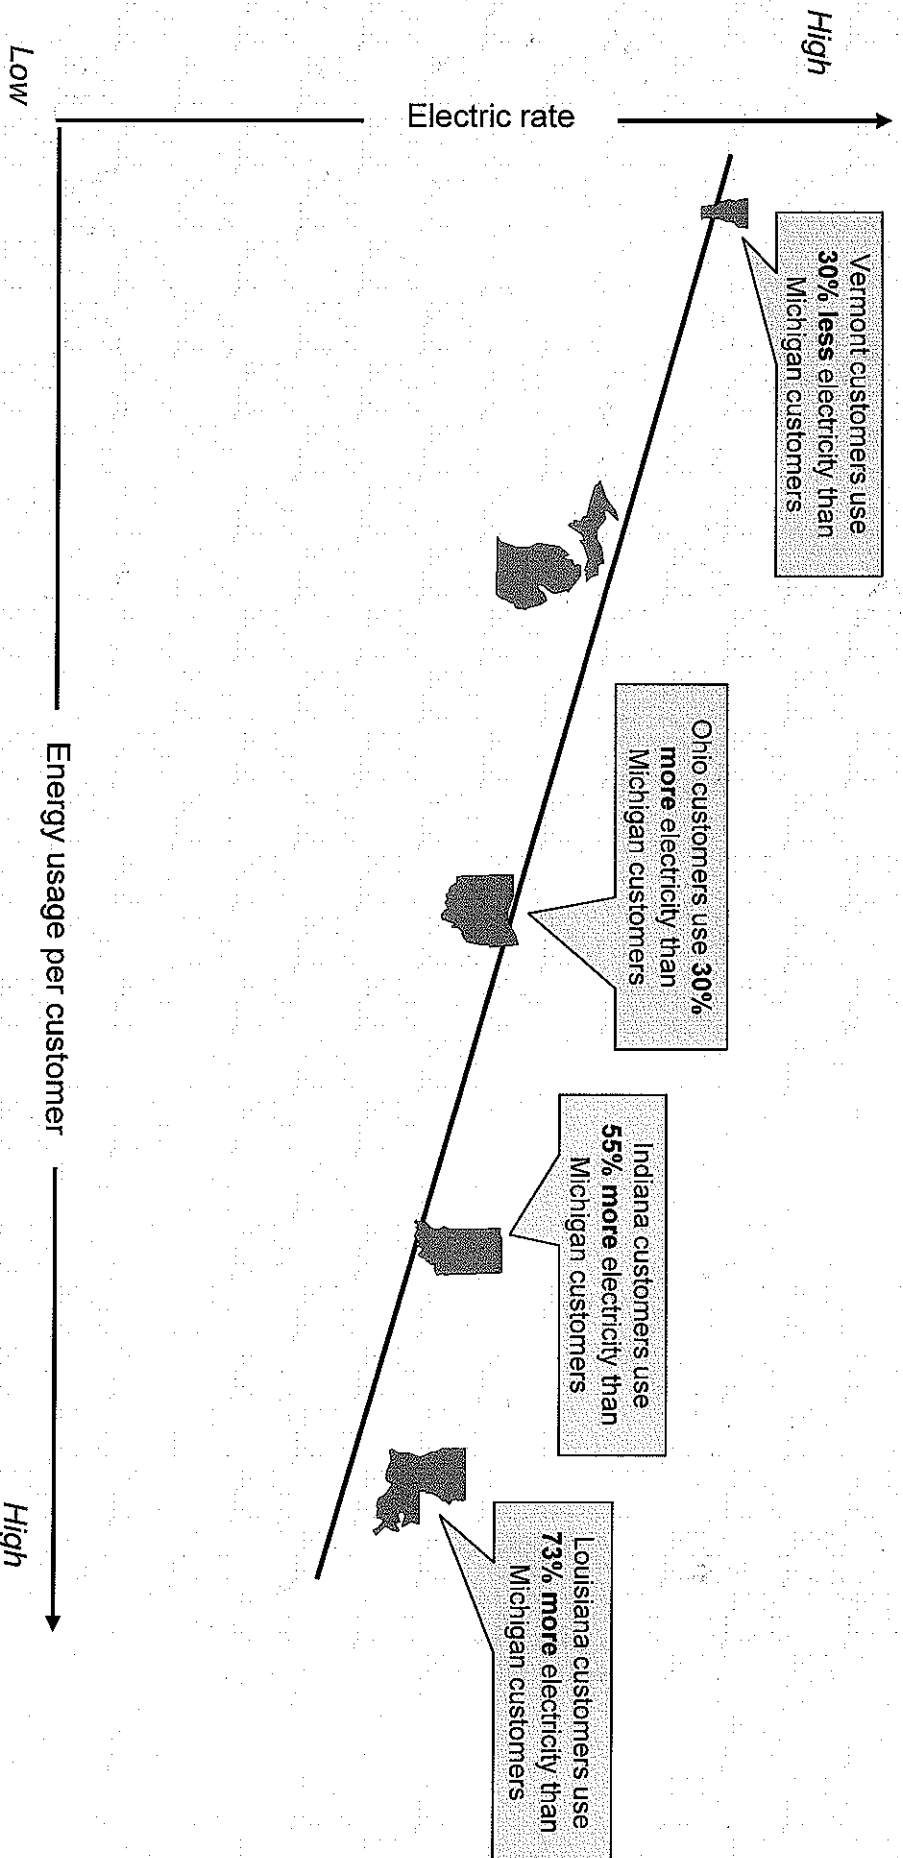 High
Electric rate
Low
Vermont customers use
30% less electricity than
Michigan customers
Ohio customers use 30%
more electricity than
Michigan customers
Indiana customers use
55% more electricity than
Michigan customers
Louisiana customers use
73% more electricity than
Michigan customers
Energy usage per customer
High